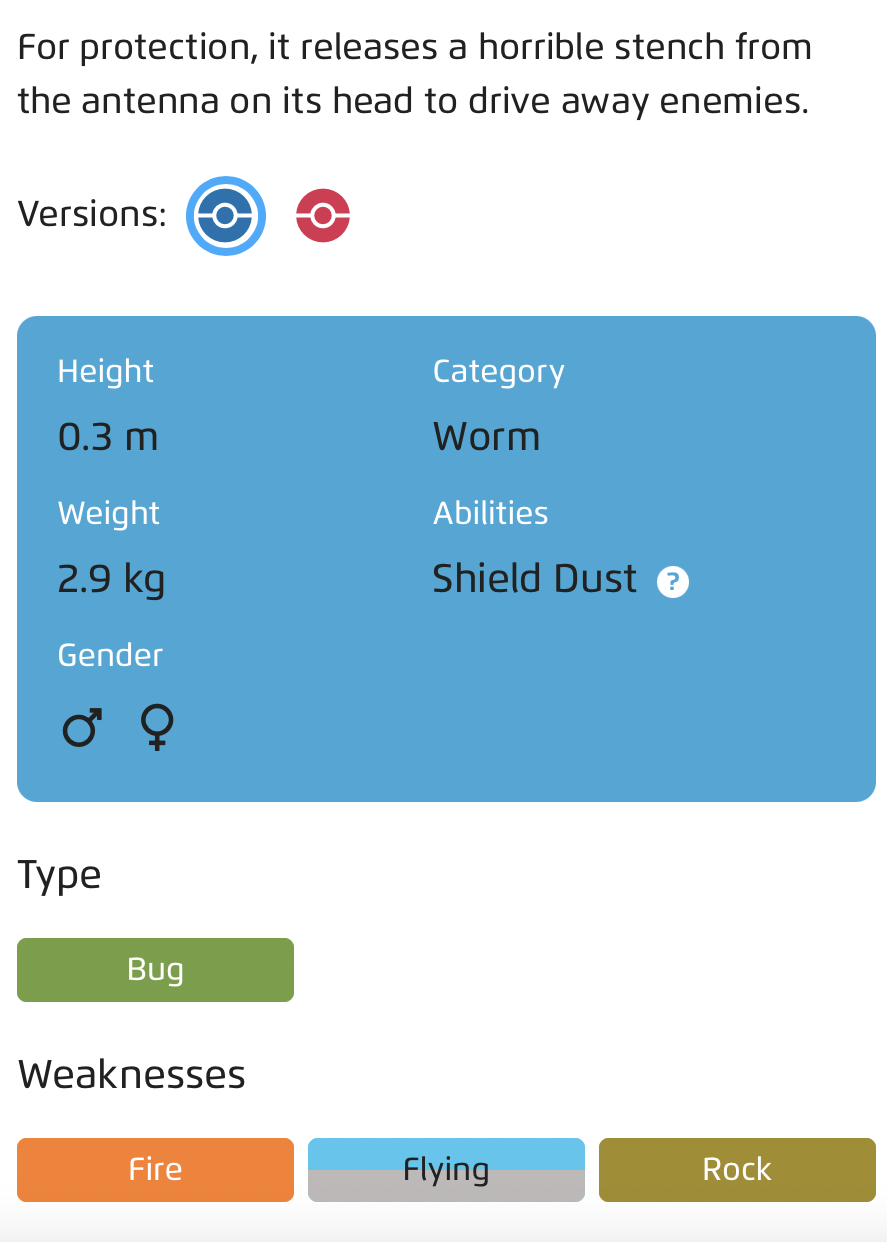 For protection, it releases a horrible stench from
the antenna on its head to drive away enemies.
Versions:
Height
0.3 m
Weight
2.9 kg
Gender
♂ ♀
Category
Worm
Abilities
Shield Dust ?
Type
Bug
Weaknesses
Fire
Flying
Rock